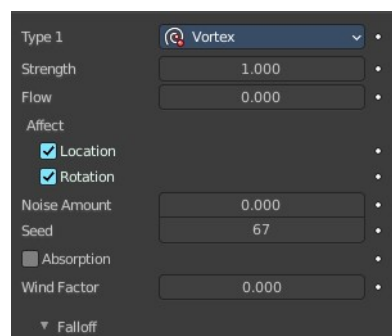 Type 1 Vortex
Strength 1.000
Flow 0.000
Affect
Location
Rotation
Noise Amount 0.000
Seed 67
Absorption
Wind Factor 0.000
Falloff